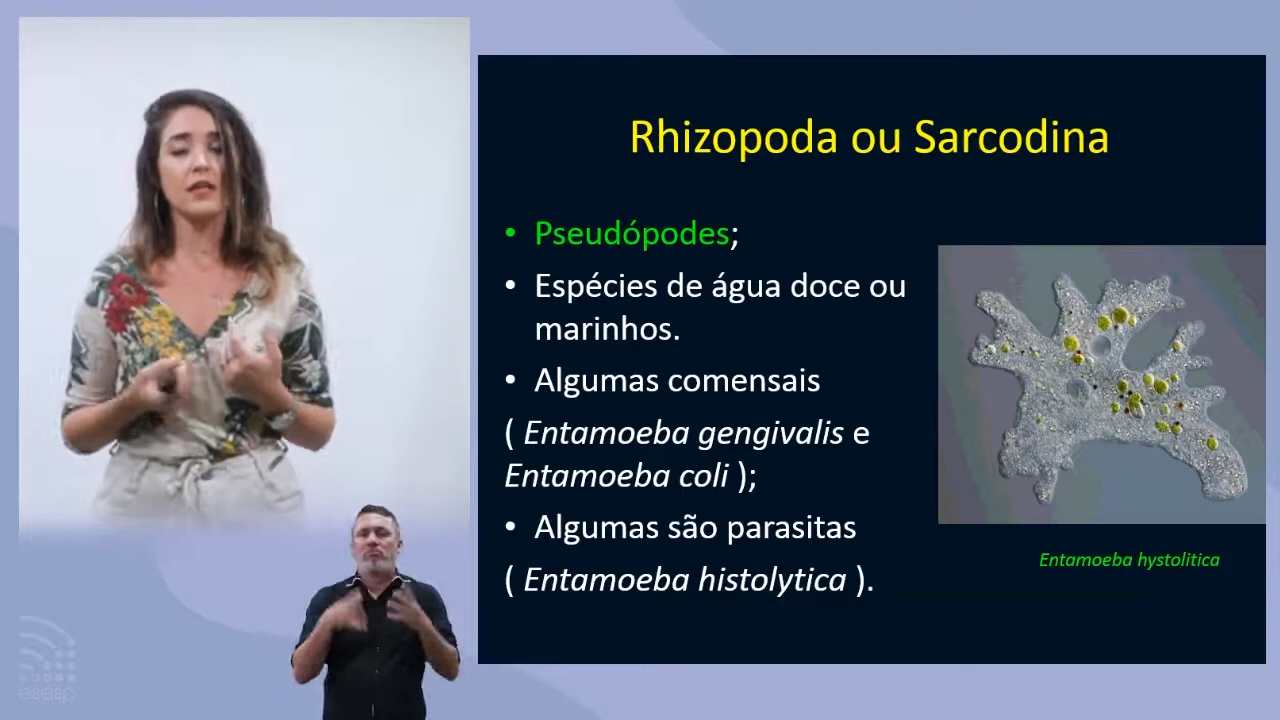 Rhizopoda ou Sarcodina
• Pseudópodes;
• Espécies de água doce ou
marinhos.
• Algumas comensais
( Entamoeba gengivalis e
Entamoeba coli );
• Algumas são parasitas
( Entamoeba histolytica ).
Entamoeba hystolitica
esesp